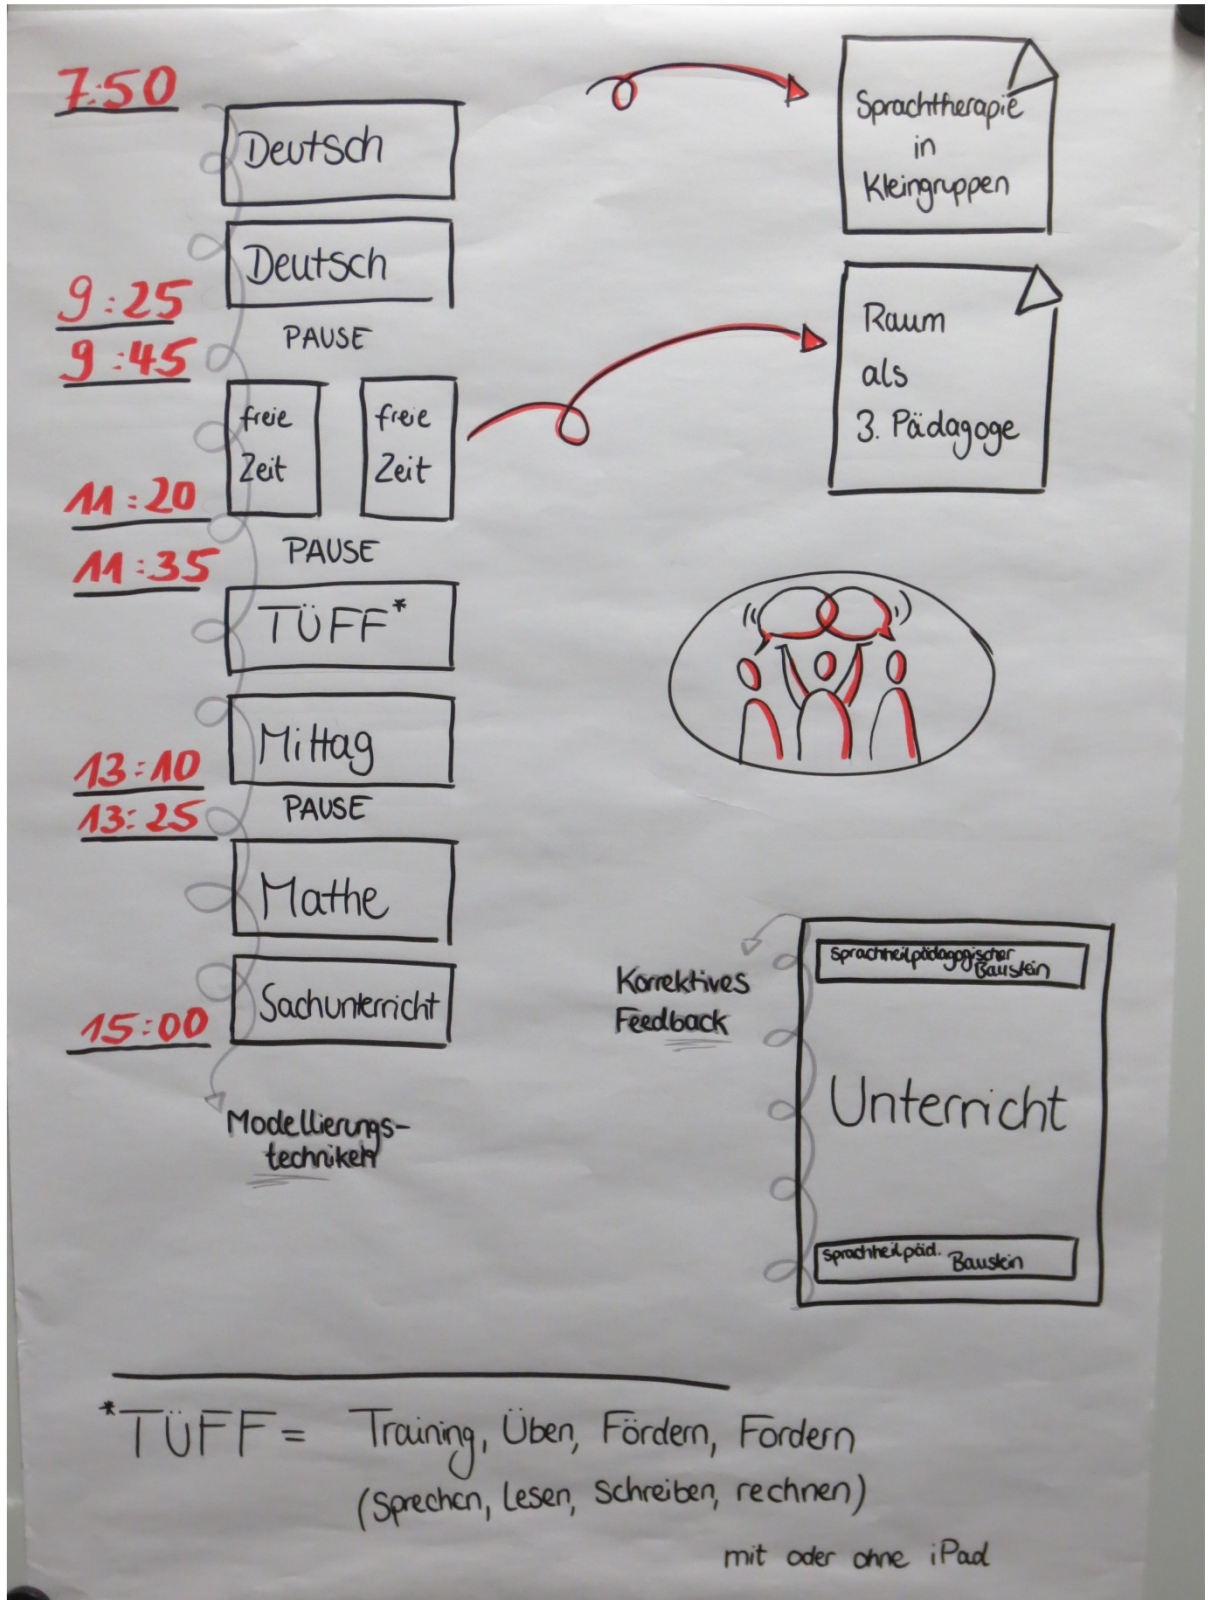 7:50
Deutsch
Deutsch
9:25
PAUSE
9:45
freie
Zeit
freie
Zeit
11:20
PAUSE
11:35
TÜFF*
Mittag
13:10
PAUSE
13:25
Mathe
Sachunterricht
15:00
Modellierungs-
techniken
Sprachtherapie
in
Kleingruppen
Raum
als
3. Pädagoge
Korrektives
Feedback
Sprachheilpädagogischer
Baustein
Unterricht
Sprachheilpäd.
Baustein
*TÜFF = Training, Üben, Fördern, Fordern
(Sprechen, Lesen, Schreiben, rechnen)
mit oder ohne iPad